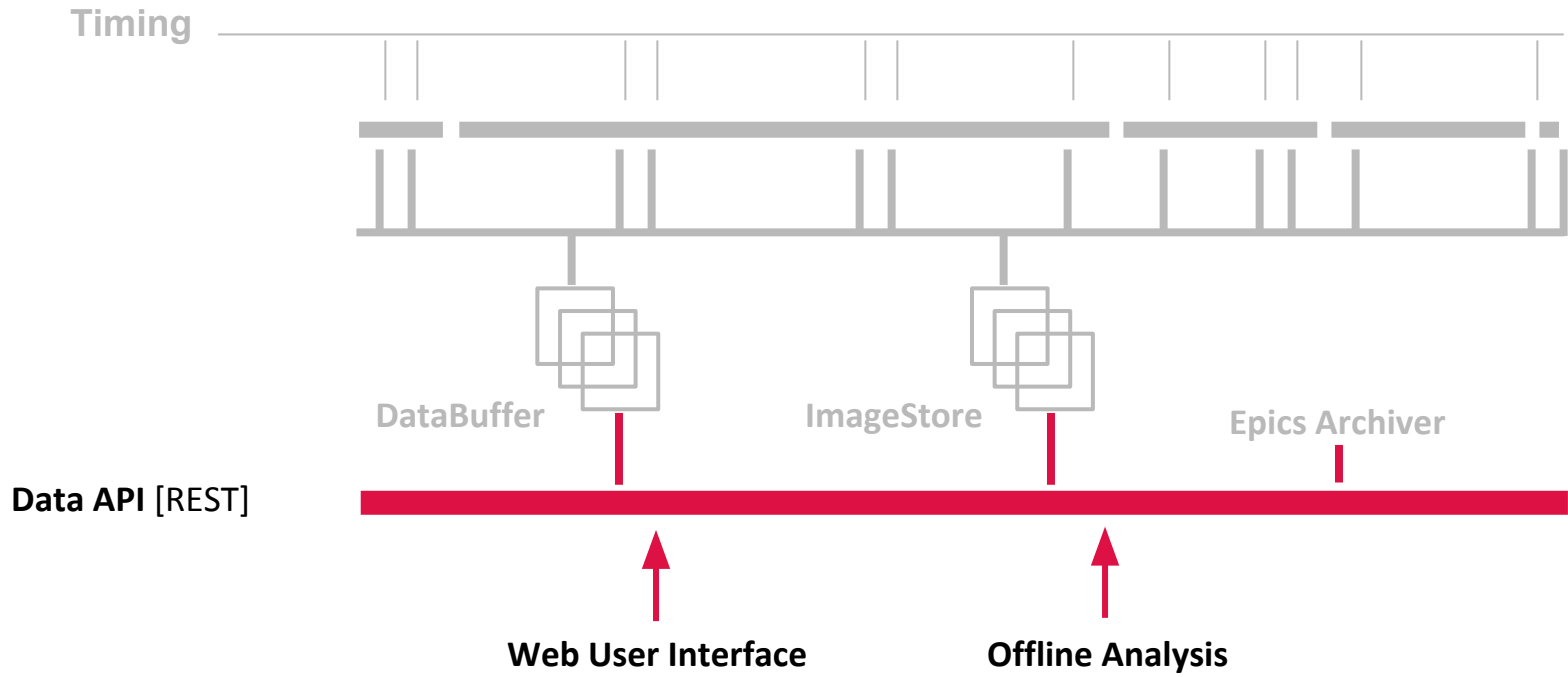 Timing
DataBuffer
ImageStore
Epics Archiver
Data API [REST]
Web User Interface
Offline Analysis